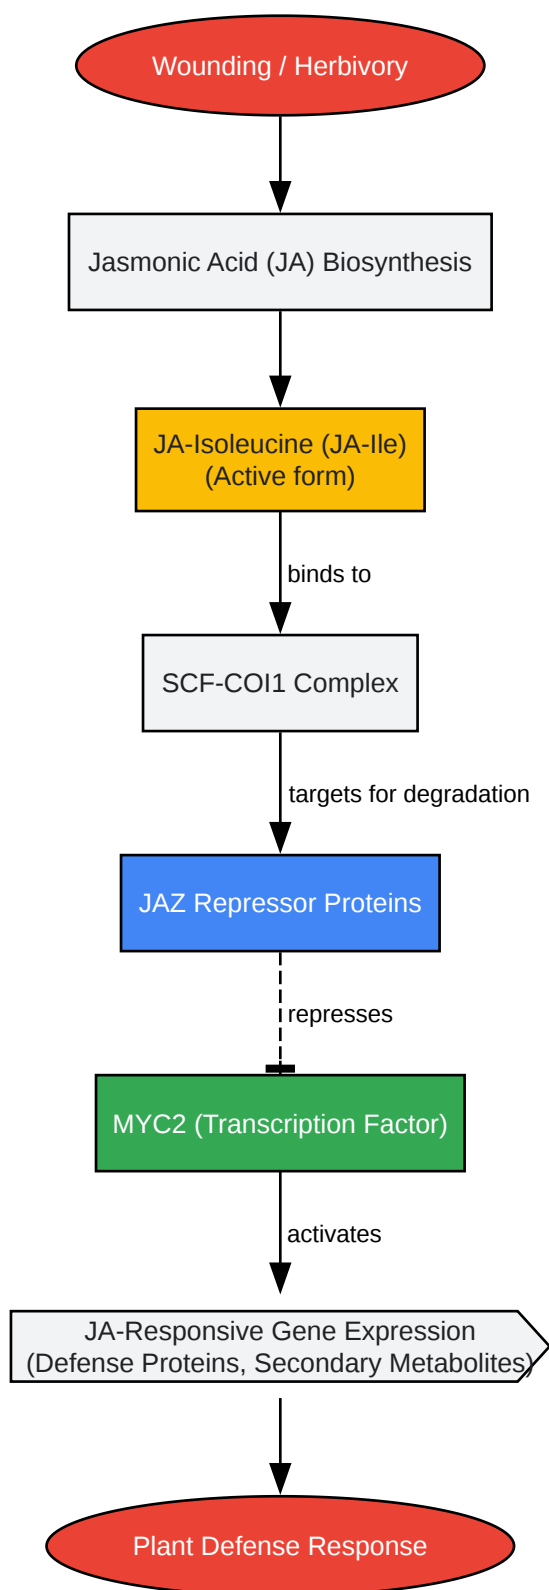 Wounding / Herbivory
Jasmonic Acid (JA) Biosynthesis
JA-Isoleucine (JA-Ile)
(Active form)
binds to
SCF-COI1 Complex
targets for degradation
JAZ Repressor Proteins
represses
MYC2 (Transcription Factor)
activates
JA-Responsive Gene Expression
(Defense Proteins, Secondary Metabolites)
Plant Defense Response